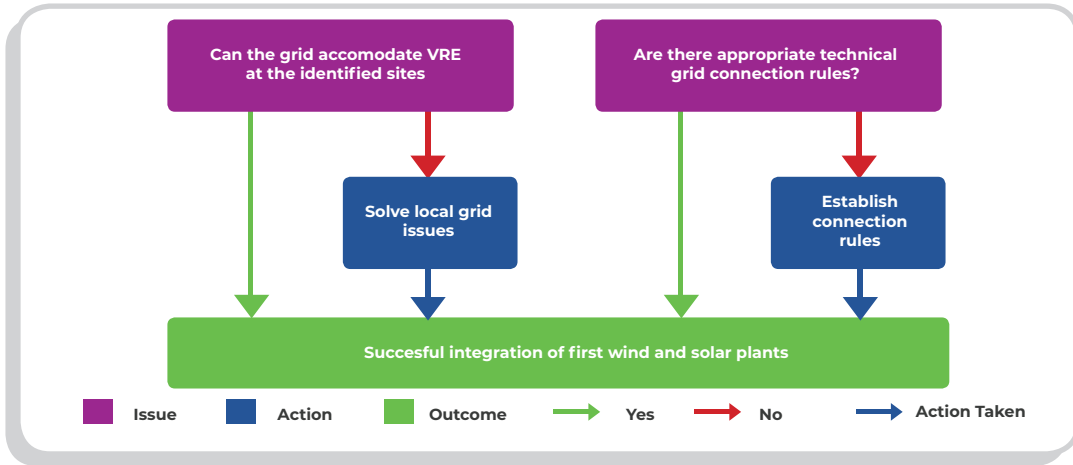 Can the grid accomodate VRE
at the identified sites
Are there appropriate technical
grid connection rules?
Solve local grid
issues
Establish
connection
rules
Succesful integration of first wind and solar plants
Issue
Action
Outcome
Yes
No
Action Taken